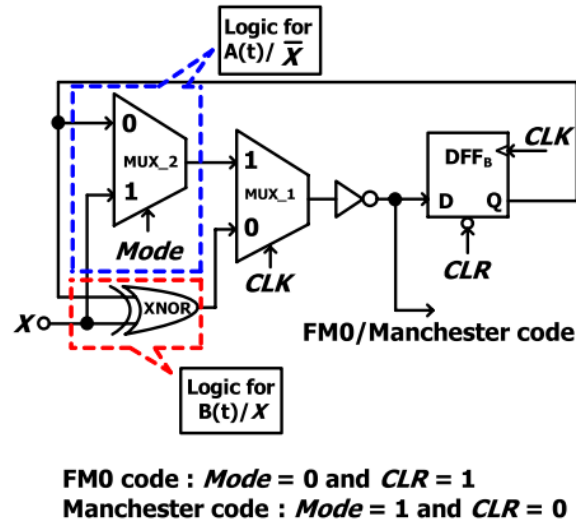 Logic for
A(t)/ X̅
0
MUX_2
1
Mode
1
MUX_1
0
CLK
CLK
DFFB
D Q
CLR
X
XNOR
FM0/Manchester code
Logic for
B(t)/X
FM0 code : Mode = 0 and CLR = 1
Manchester code : Mode = 1 and CLR = 0